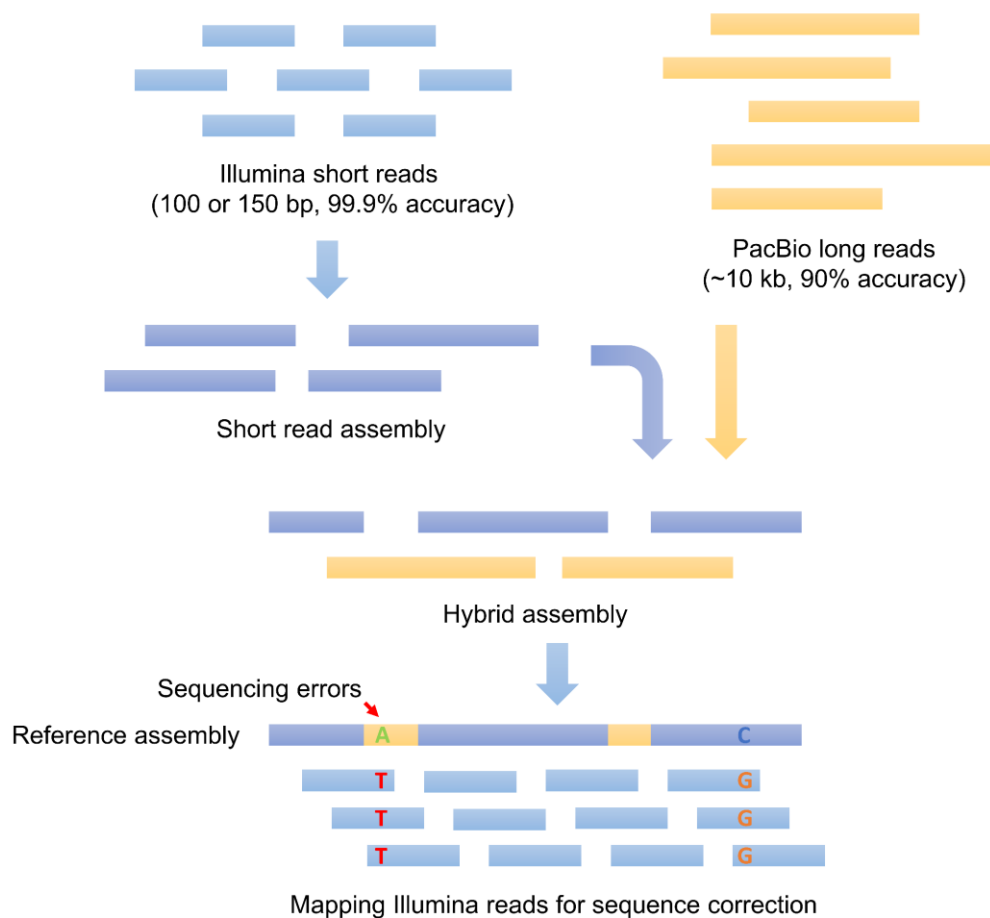 Illumina short reads
(100 or 150 bp, 99.9% accuracy)
PacBio long reads
(~10 kb, 90% accuracy)
Short read assembly
Hybrid assembly
Sequencing errors
Reference assembly
A
C
T
G
T
G
T
G
Mapping Illumina reads for sequence correction